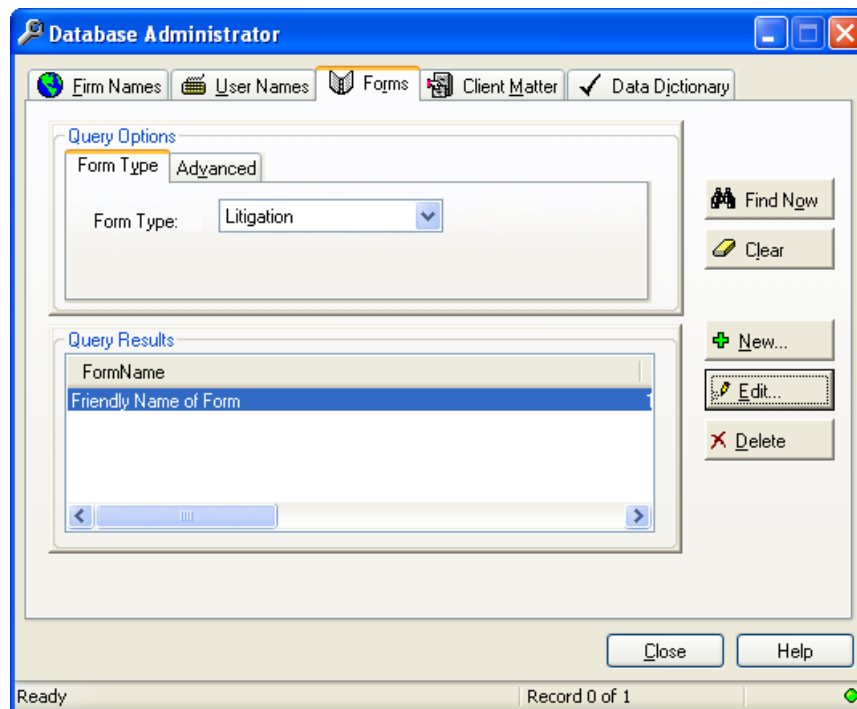 Database Administrator
Firm Names User Names Forms Client Matter Data Dictionary
Query Options
Form Type Advanced
Form Type: Litigation
Find Now
Clear
Query Results
FormName
Friendly Name of Form 1
New...
Edit...
Delete
Close Help
Ready Record 0 of 1